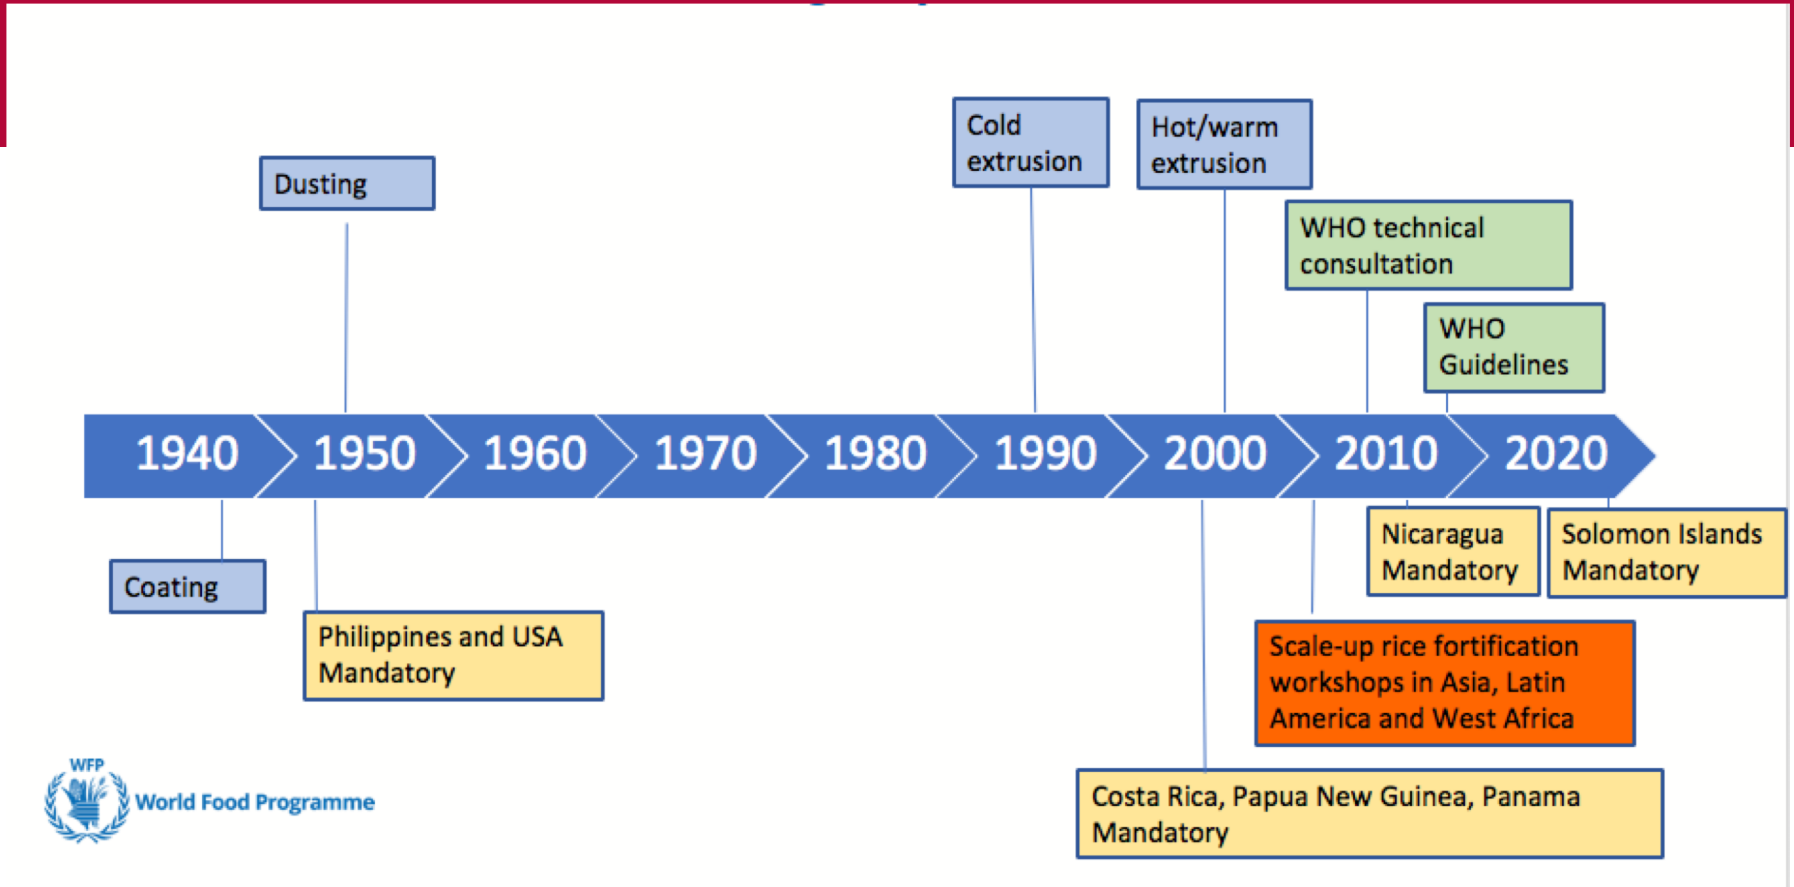 Cold
extrusion
Hot/warm
extrusion
Dusting
WHO technical
consultation
WHO
Guidelines
1940 1950 1960 1970 1980 1990 2000 2010 2020
Coating
Philippines and USA
Mandatory
Nicaragua
Mandatory
Solomon Islands
Mandatory
Scale-up rice fortification
workshops in Asia, Latin
America and West Africa
Costa Rica, Papua New Guinea, Panama
Mandatory
WFP
World Food Programme